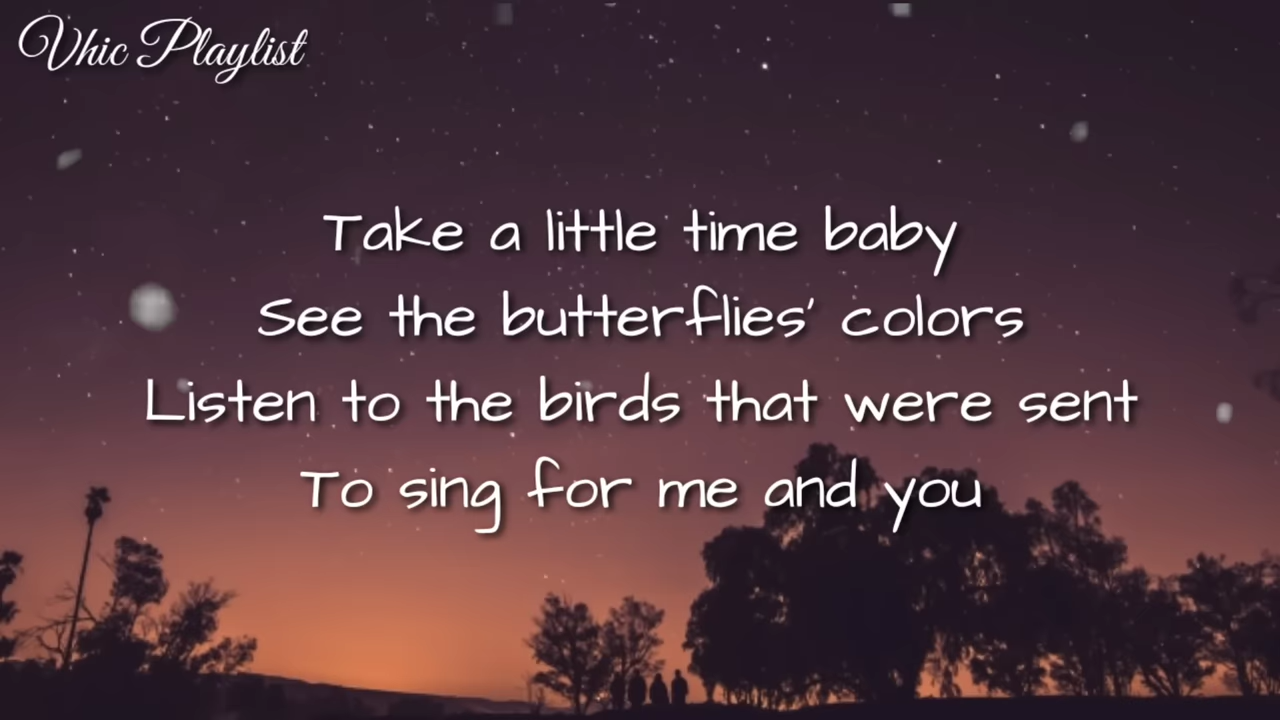 Vhic Playlist
Take a little time baby
See the butterflies' colors
Listen to the birds that were sent
To sing for me and you